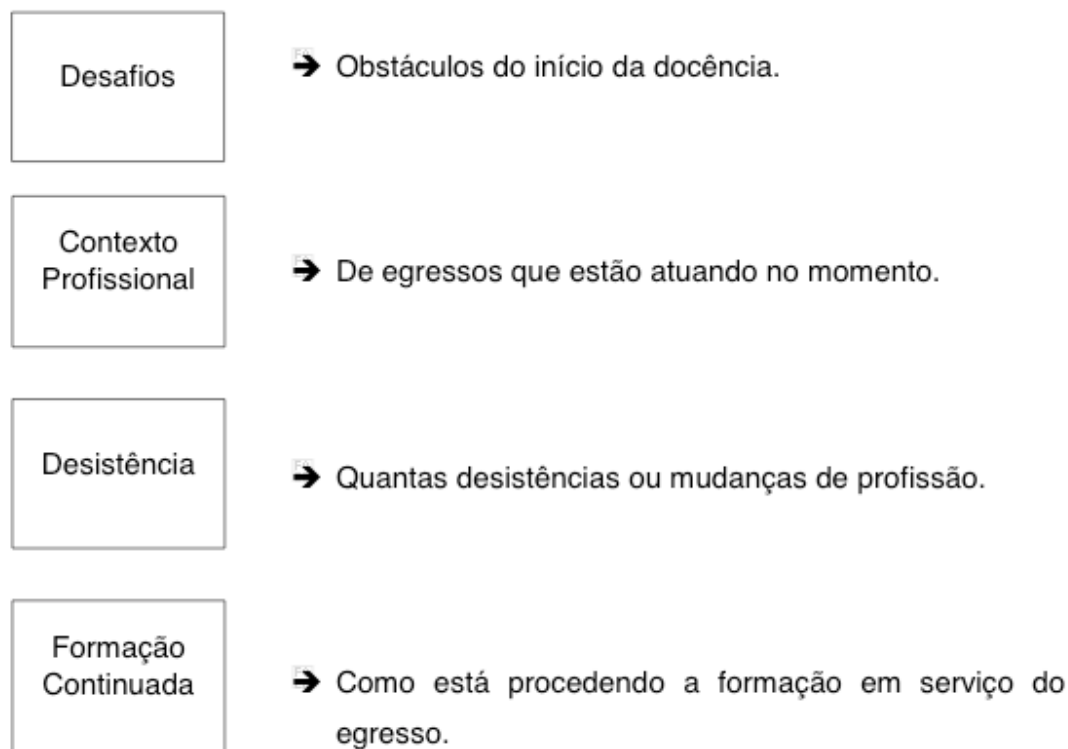 Desafios
➔ Obstáculos do início da docência.
Contexto
Profissional
➔ De egressos que estão atuando no momento.
Desistência
➔ Quantas desistências ou mudanças de profissão.
Formação
Continuada
➔ Como está procedendo a formação em serviço do
egresso.